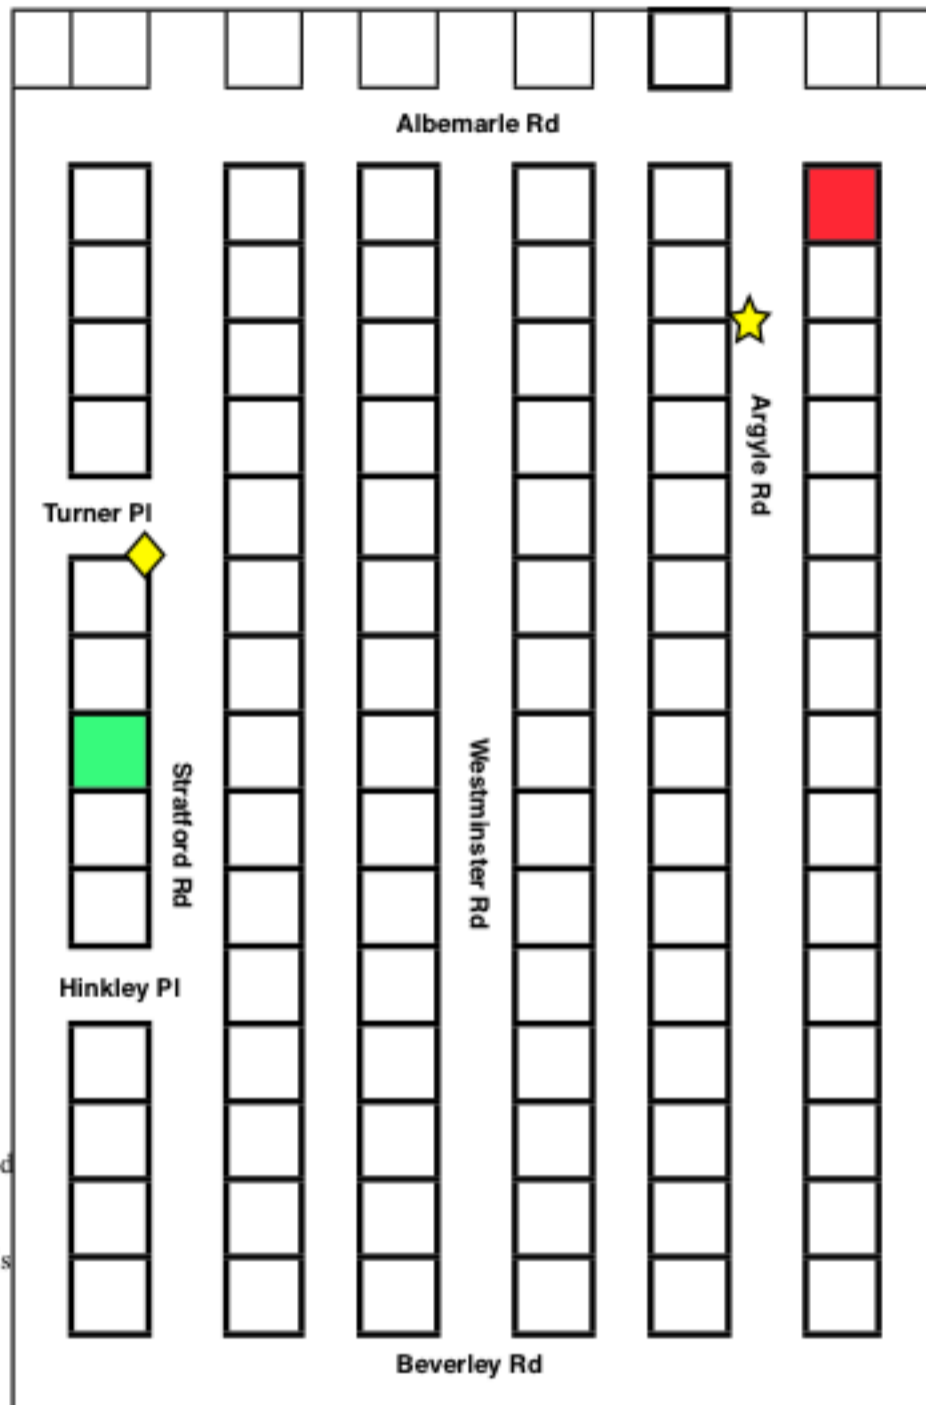 Albemarle Rd
Argyle Rd
Turner Pl
Stratford Rd
Westminster Rd
Hinkley Pl
d
s
Beverley Rd